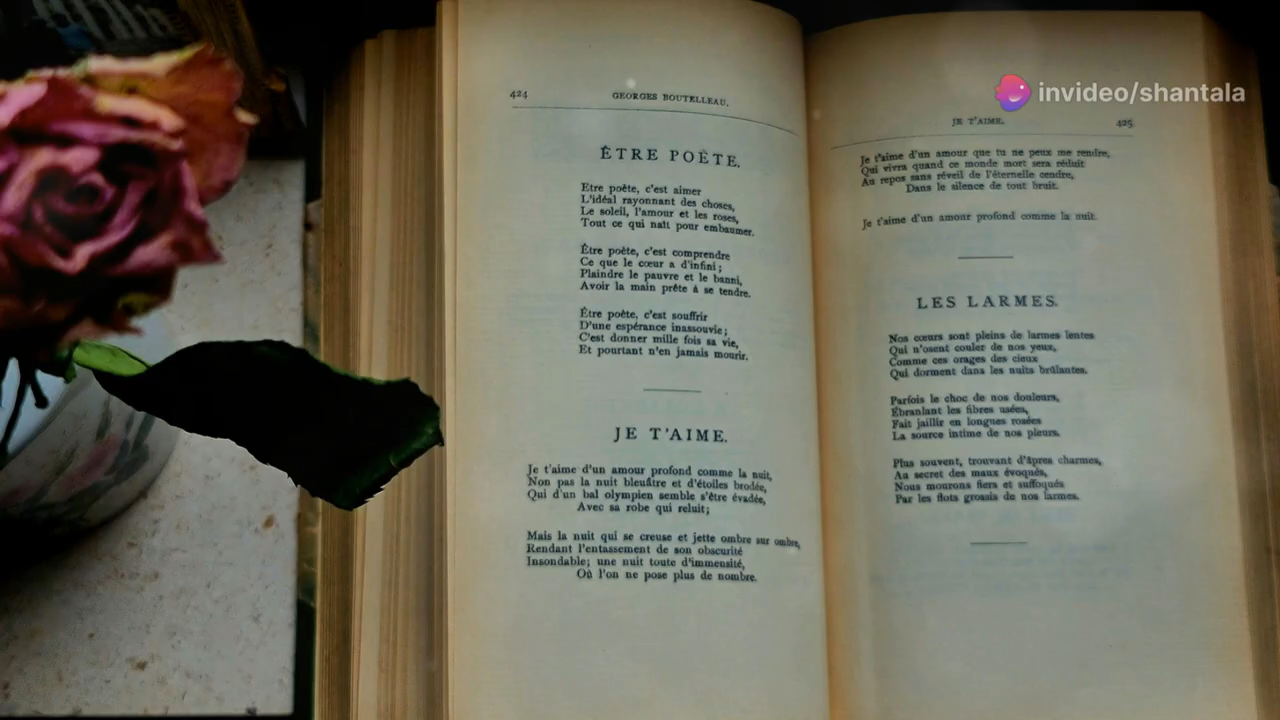 424
GEORGES BOUTELLEAU.
ÊTRE POÈTE.
Etre poète, c'est aimer
L'idéal rayonnant des choses,
Le soleil, l'amour et les roses,
Tout ce qui naît pour embaumer.
Être poète, c'est comprendre
Ce que le cœur a d'infini;
Plaindre le pauvre et le banni,
Avoir la main prête à se tendre.
Être poète, c'est souffrir
D'une espérance inassouvie;
C'est donner mille fois sa vie,
Et pourtant n'en jamais mourir.
JE T'AIME.
Je t'aime d'un amour profond comme la nuit,
Non pas la nuit bleuâtre et d'étoiles brodée,
Qui d'un bal olympien semble s'être évadée,
Avec sa robe qui reluit;
Mais la nuit qui se creuse et jette ombre sur ombre,
Rendant l'entassement de son obscurité
Insondable; une nuit toute d'immensité,
Où l'on ne pose plus de nombre.
invideo/shantala
JE T'AIME.
425
Je t'aime d'un amour que tu ne peux me rendre,
Qui vivra quand ce monde mort sera réduit
Au repos sans réveil de l'éternelle cendre,
Dans le silence de tout bruit.
Je t'aime d'un amour profond comme la nuit.
LES LARMES.
Nos cœurs sont pleins de larmes lentes
Qui n'osent couler de nos yeux,
Comme ces orages des cieux
Qui dorment dans les nuits brûlantes.
Parfois le choc de nos douleurs,
Ébranlant les fibres usées,
Fait jaillir en longues rosées
La source intime de nos pleurs.
Plus souvent, trouvant d'âpres charmes,
Au secret des maux évoqués,
Nous mourons fiers et suffoqués
Par les flots grossis de nos larmes.